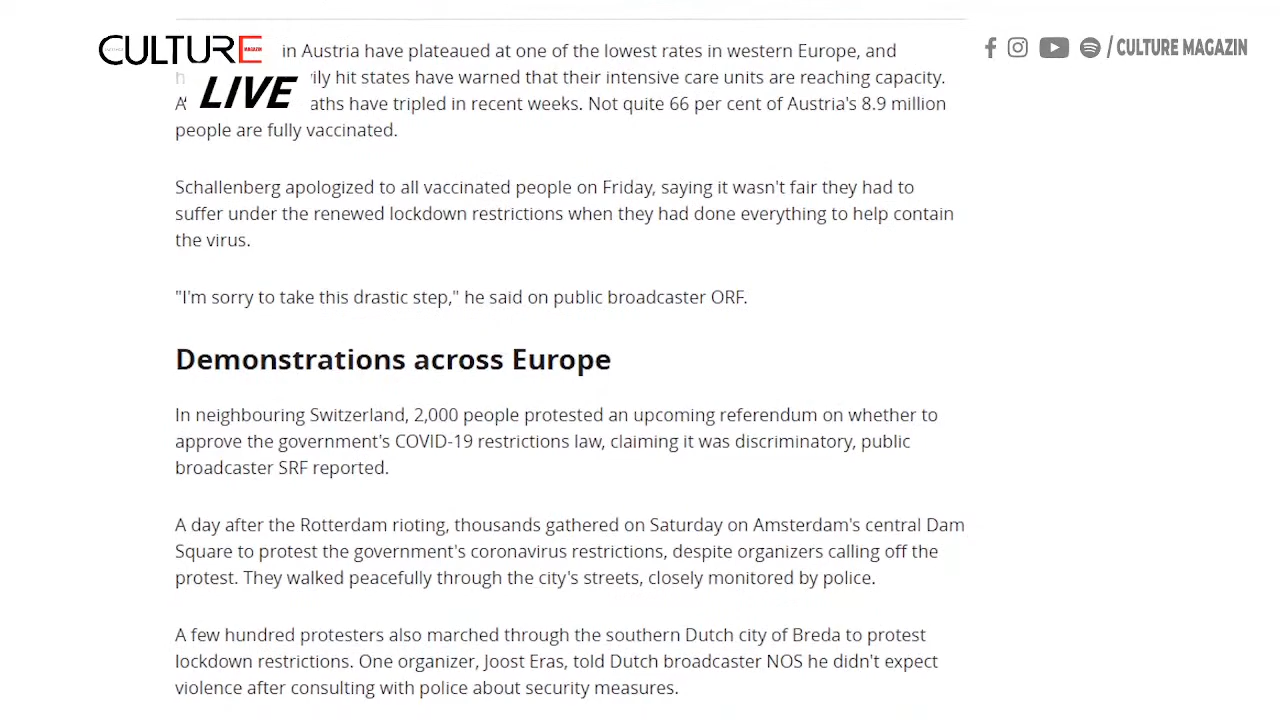 CULTURE MAGAZIN
LIVE
/ CULTURE MAGAZIN
in Austria have plateaued at one of the lowest rates in western Europe, and
hit states have warned that their intensive care units are reaching capacity.
have tripled in recent weeks. Not quite 66 per cent of Austria's 8.9 million
people are fully vaccinated.
Schallenberg apologized to all vaccinated people on Friday, saying it wasn't fair they had to
suffer under the renewed lockdown restrictions when they had done everything to help contain
the virus.
"I'm sorry to take this drastic step," he said on public broadcaster ORF.
Demonstrations across Europe
In neighbouring Switzerland, 2,000 people protested an upcoming referendum on whether to
approve the government's COVID-19 restrictions law, claiming it was discriminatory, public
broadcaster SRF reported.
A day after the Rotterdam rioting, thousands gathered on Saturday on Amsterdam's central Dam
Square to protest the government's coronavirus restrictions, despite organizers calling off the
protest. They walked peacefully through the city's streets, closely monitored by police.
A few hundred protesters also marched through the southern Dutch city of Breda to protest
lockdown restrictions. One organizer, Joost Eras, told Dutch broadcaster NOS he didn't expect
violence after consulting with police about security measures.